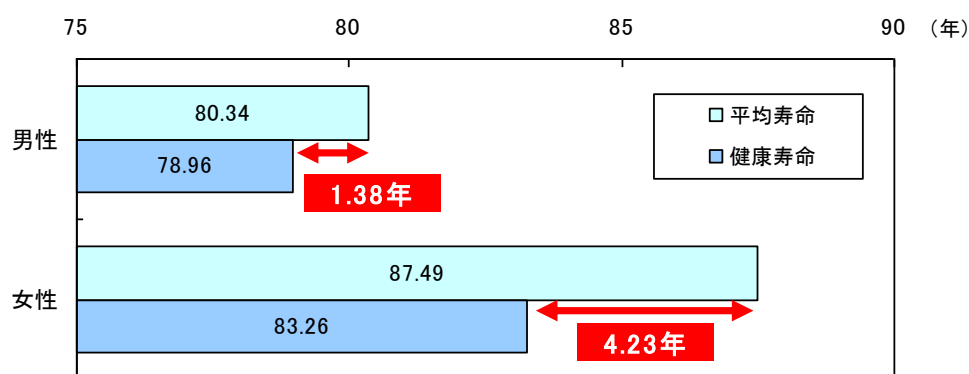 75 80 85 90 （年）
男性
80.34
78.96
1.38年
平均寿命
健康寿命
女性
87.49
83.26
4.23年